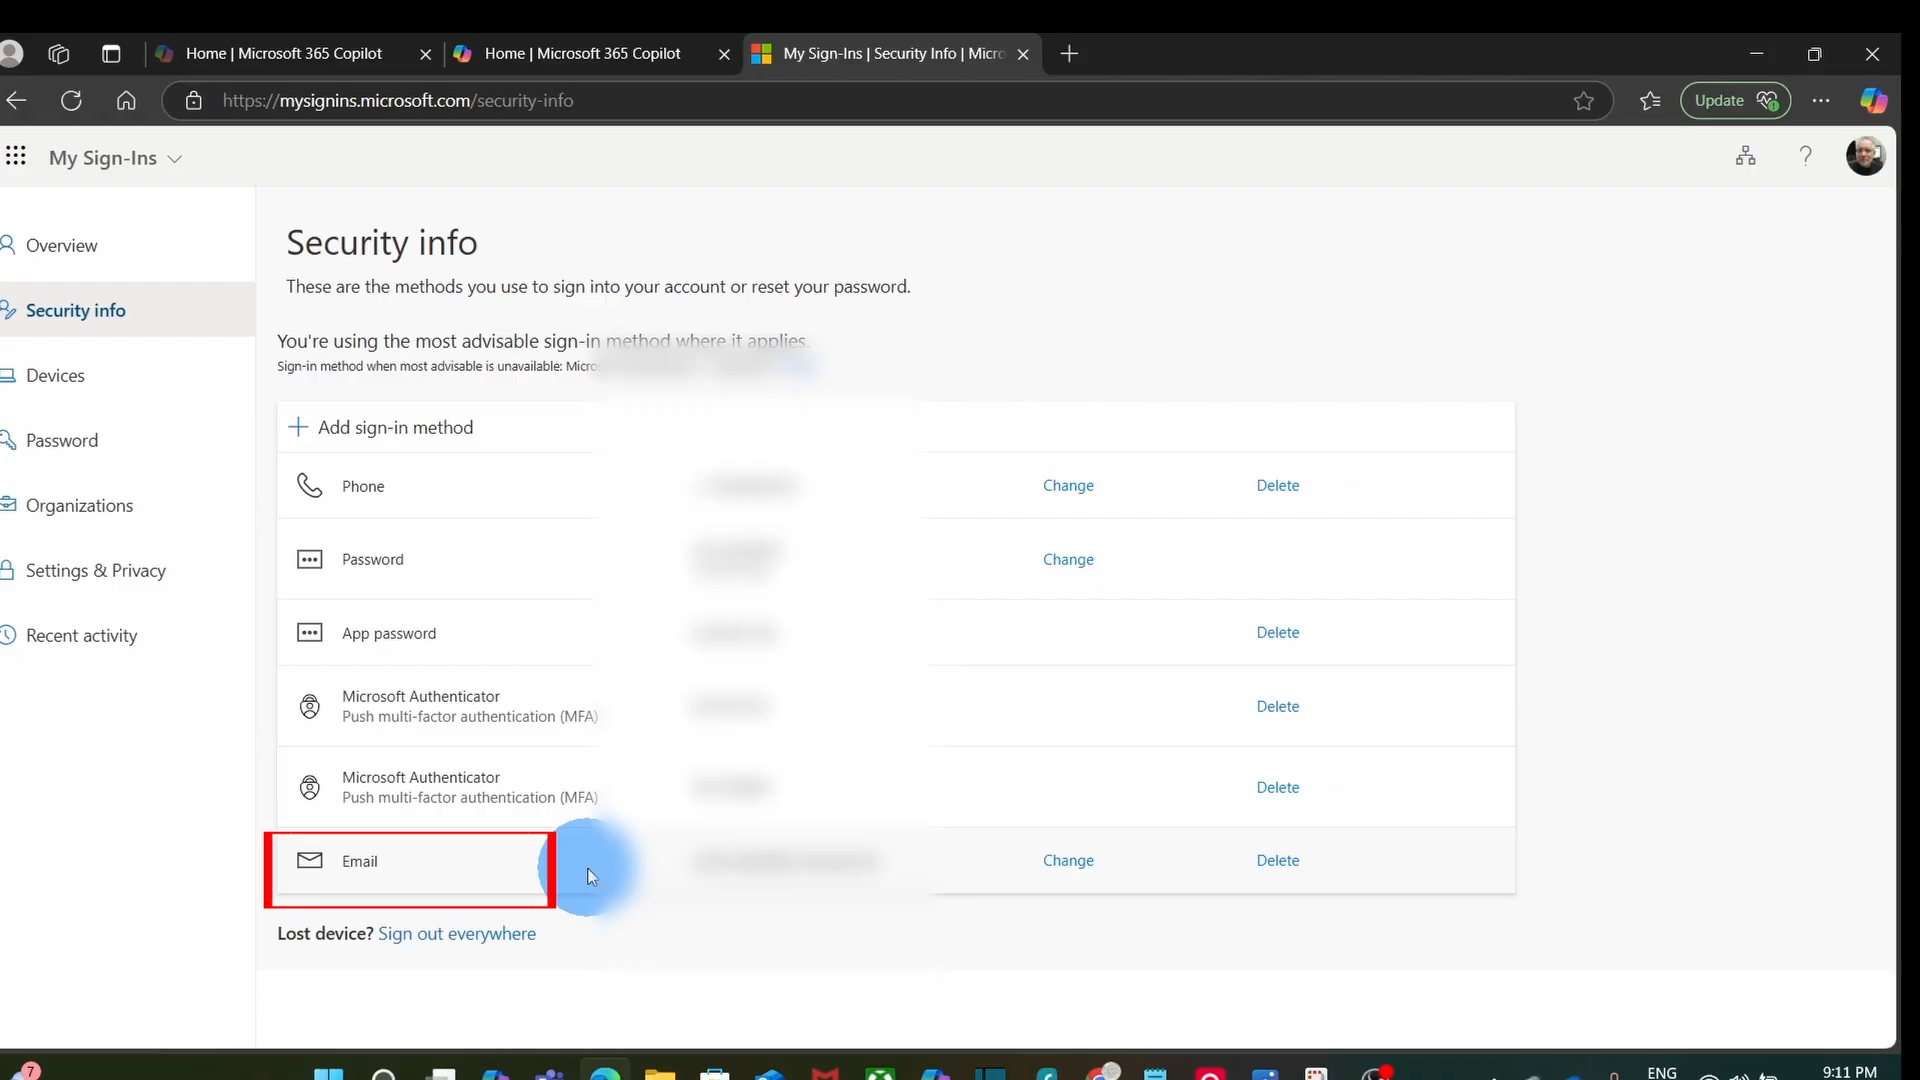 Home | Microsoft 365 Copilot
Home | Microsoft 365 Copilot
My Sign-Ins | Security Info | Micro
https://mysignins.microsoft.com/security-info
Update
My Sign-Ins
?
Overview
Security info
Devices
Password
Organizations
Settings & Privacy
Recent activity
Security info
These are the methods you use to sign into your account or reset your password.
You're using the most advisable sign-in method where it applies.
Sign-in method when most advisable is unavailable: Micros
Add sign-in method
Phone
Change
Delete
Password
Change
App password
Delete
Microsoft Authenticator
Push multi-factor authentication (MFA)
Delete
Microsoft Authenticator
Push multi-factor authentication (MFA)
Delete
Email
Change
Delete
Lost device? Sign out everywhere
7
ENG
9:11 PM